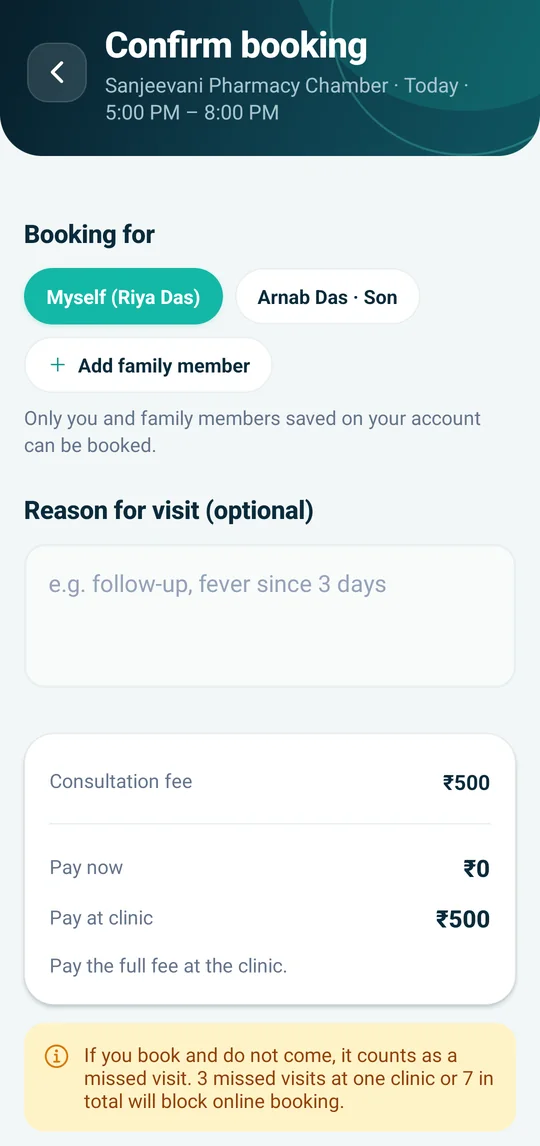 Confirm booking
Sanjeevani Pharmacy Chamber · Today ·
5:00 PM – 8:00 PM
Booking for
Myself (Riya Das)
Arnab Das · Son
+ Add family member
Only you and family members saved on your account
can be booked.
Reason for visit (optional)
e.g. follow-up, fever since 3 days
Consultation fee ₹500
Pay now ₹0
Pay at clinic ₹500
Pay the full fee at the clinic.
If you book and do not come, it counts as a
missed visit. 3 missed visits at one clinic or 7 in
total will block online booking.